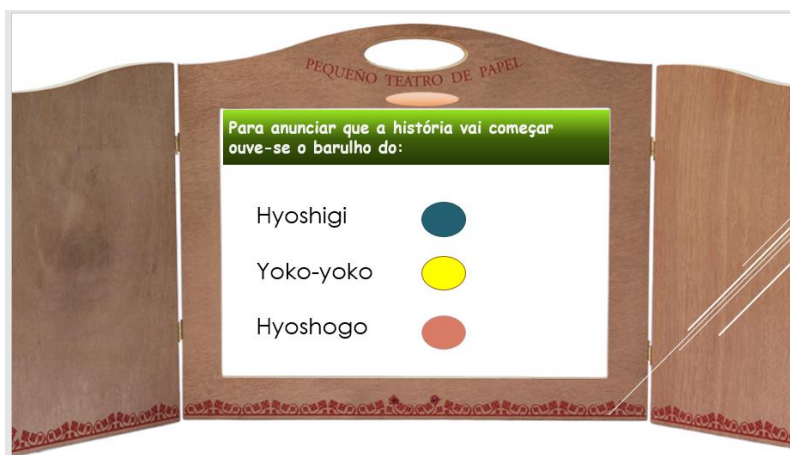 PEQUEÑO TEATRO DE PAPEL
Para anunciar que a história vai começar
ouve-se o barulho do:
Hyoshigi
Yoko-yoko
Hyoshogo